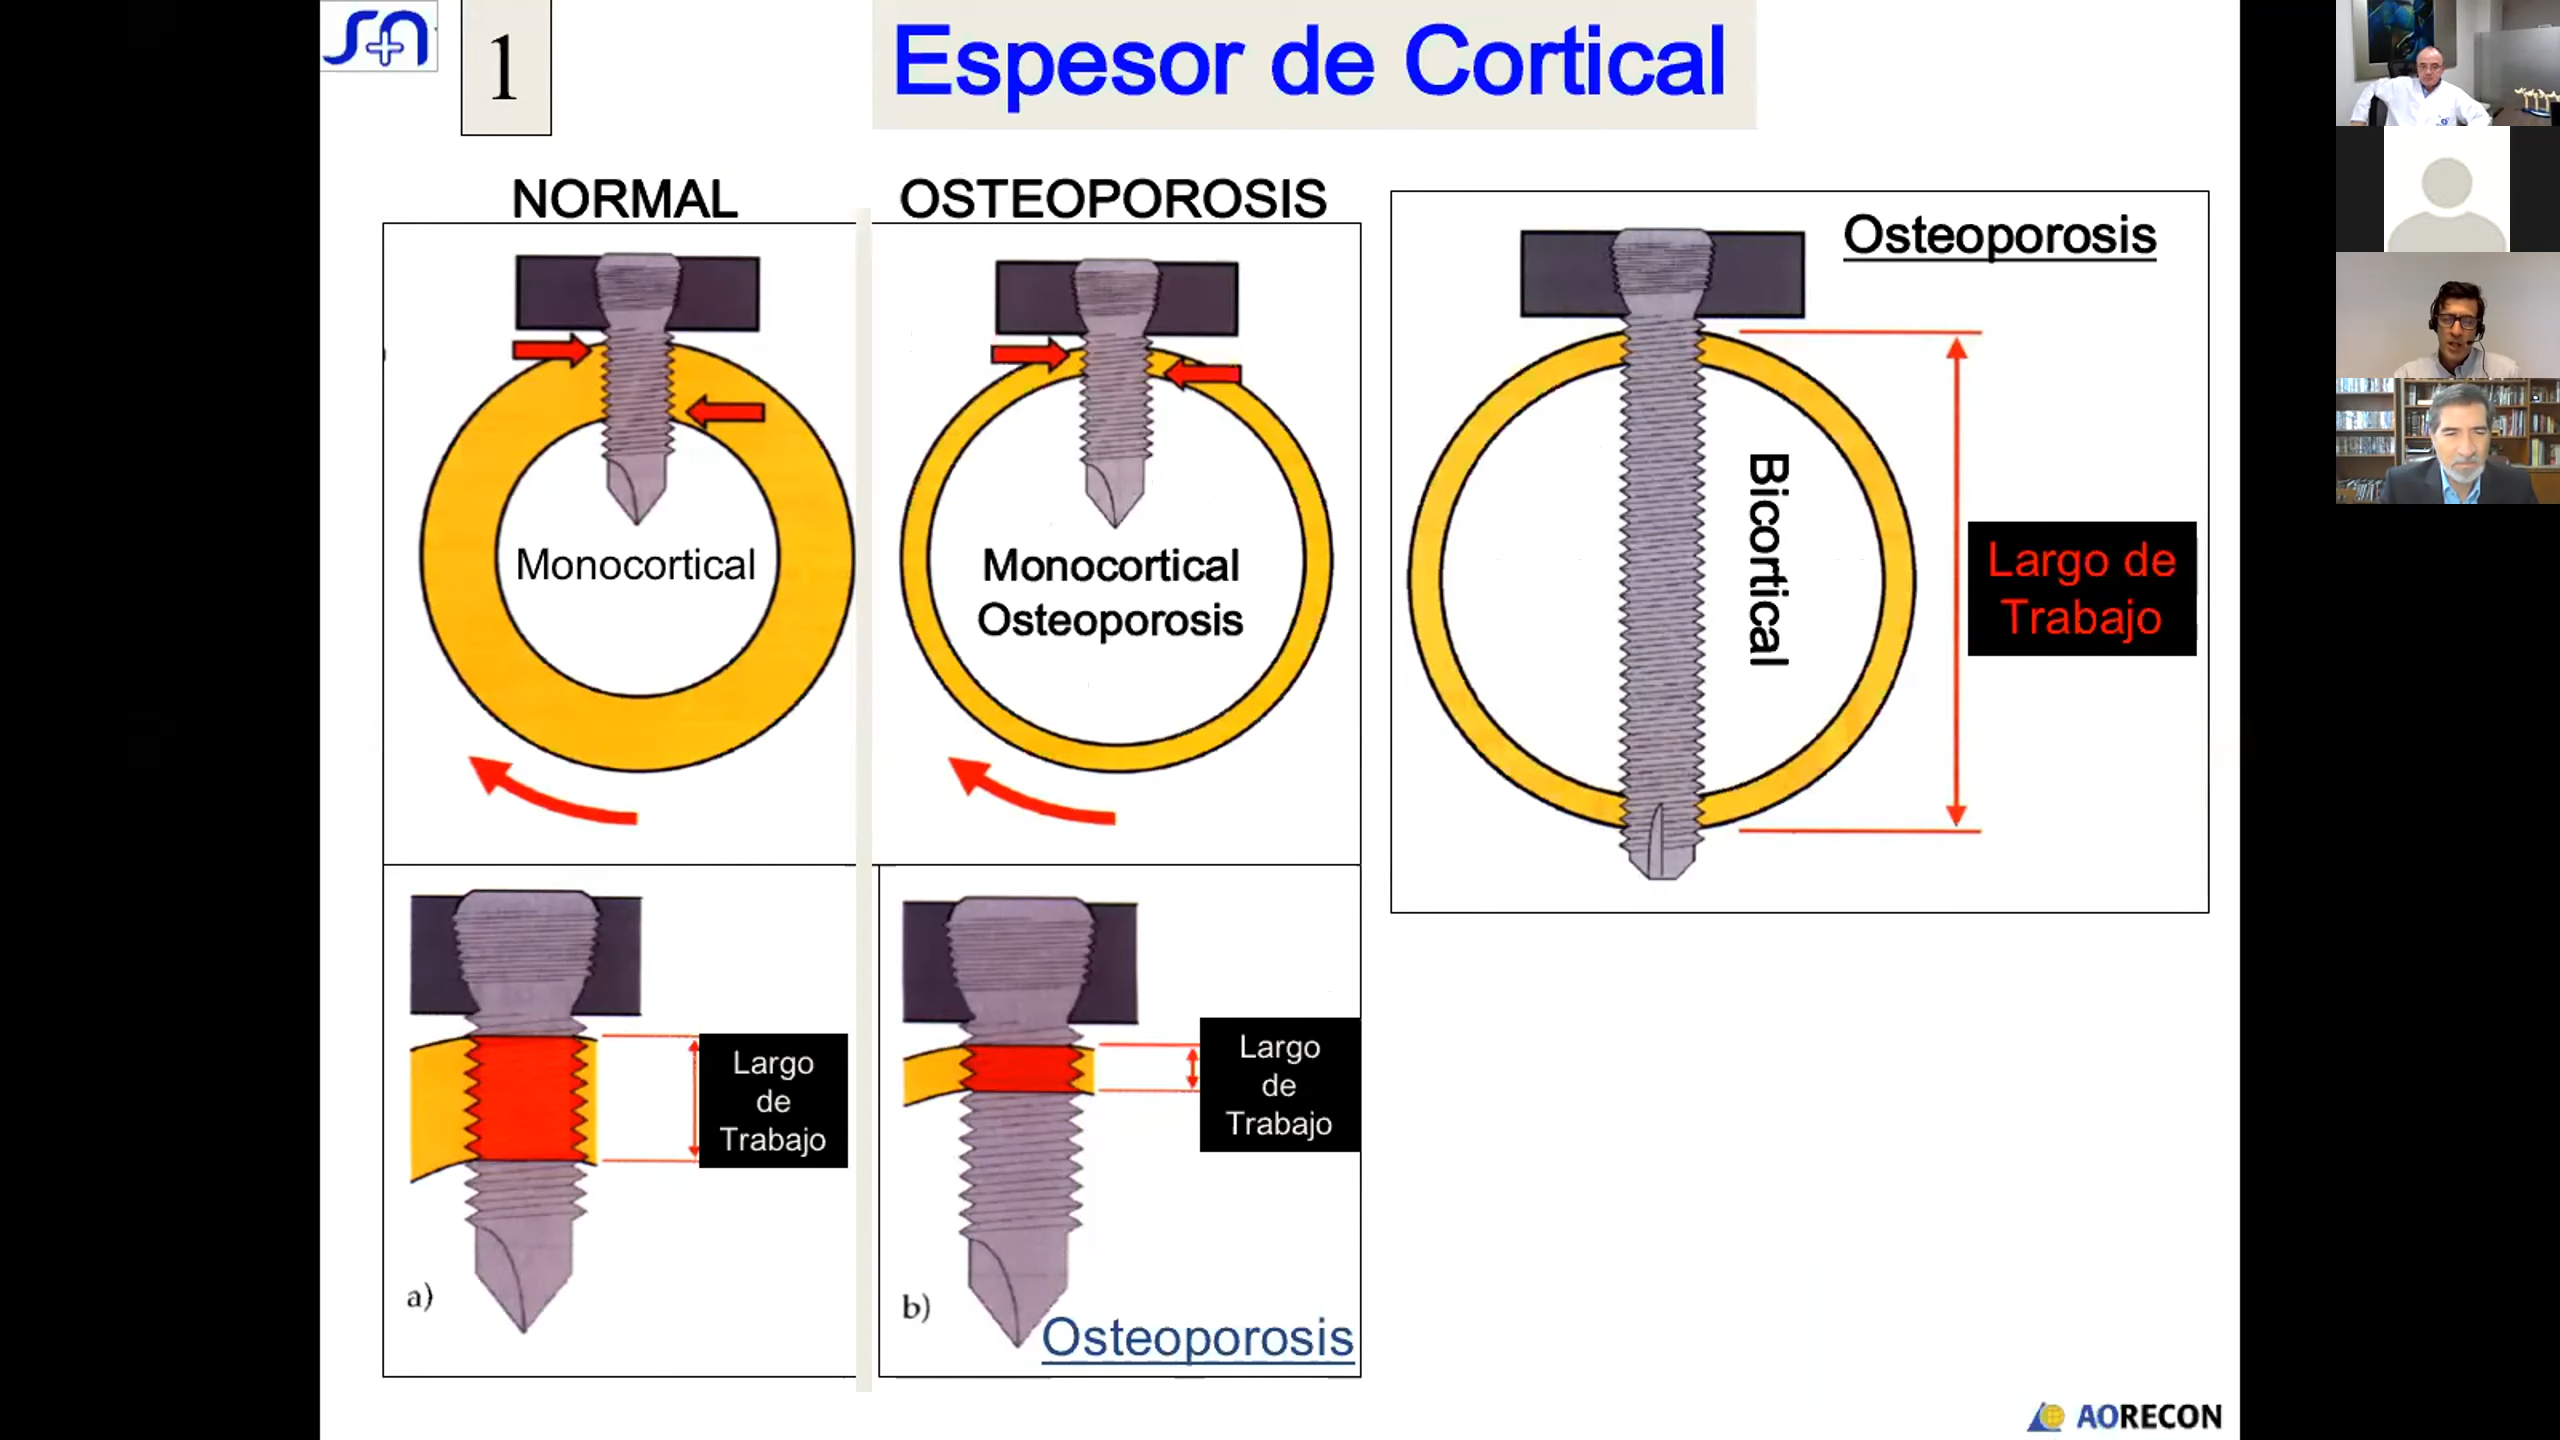 1
Espesor de Cortical
NORMAL
OSTEOPOROSIS
Monocortical
Monocortical
Osteoporosis
Osteoporosis
Bicortical
Largo de
Trabajo
Largo
de
Trabajo
a)
Largo
de
Trabajo
b)
Osteoporosis
AORECON